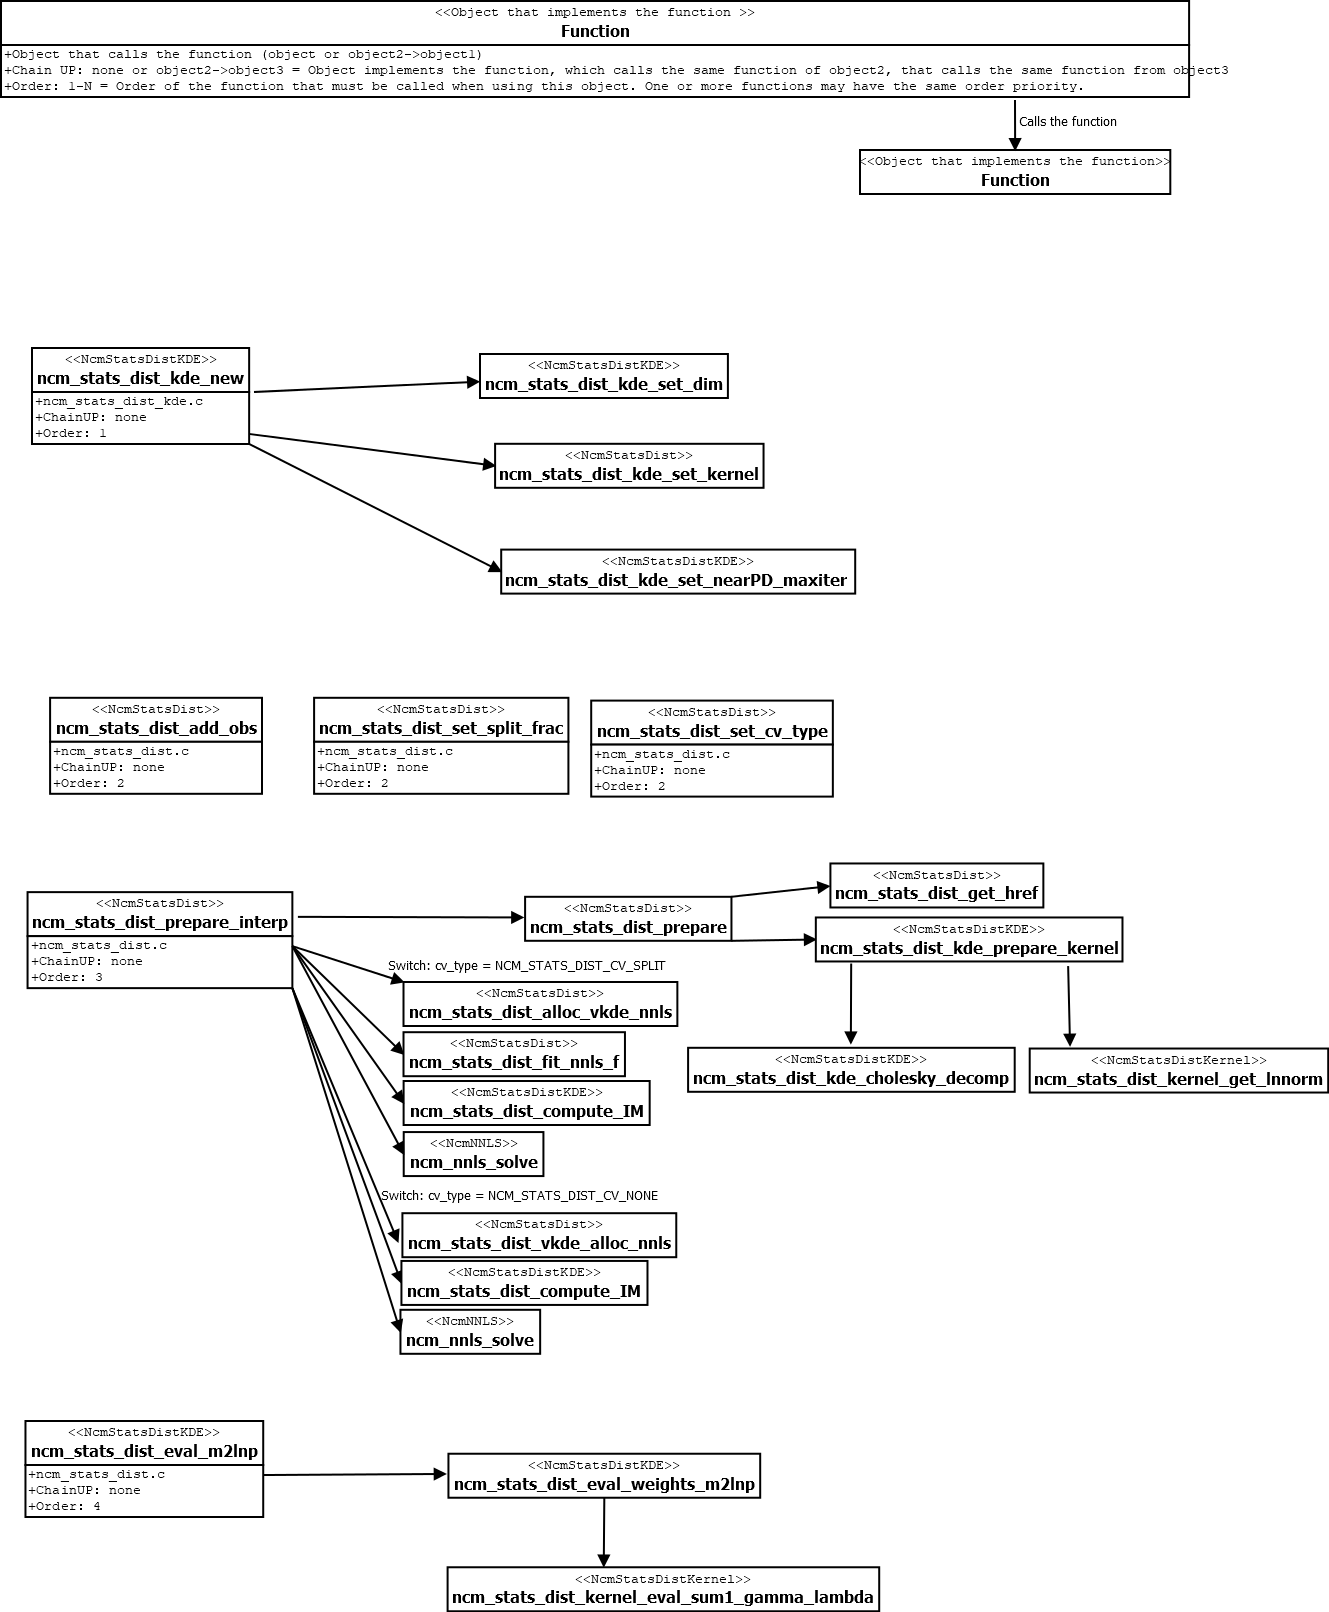 <<Object that implements the function >>
Function
+Object that calls the function (object or object2->object1)
+Chain UP: none or object2->object3 = Object implements the function, which calls the same function of object2, that calls the same function from object3
+Order: 1-N = Order of the function that must be called when using this object. One or more functions may have the same order priority.
Calls the function
<<Object that implements the function>>
Function
<<NcmStatsDistKDE>>
ncm_stats_dist_kde_new
+ncm_stats_dist_kde.c
+ChainUP: none
+Order: 1
<<NcmStatsDistKDE>>
ncm_stats_dist_kde_set_dim
<<NcmStatsDist>>
ncm_stats_dist_kde_set_kernel
<<NcmStatsDistKDE>>
ncm_stats_dist_kde_set_nearPD_maxiter
<<NcmStatsDist>>
ncm_stats_dist_add_obs
+ncm_stats_dist.c
+ChainUP: none
+Order: 2
<<NcmStatsDist>>
ncm_stats_dist_set_split_frac
+ncm_stats_dist.c
+ChainUP: none
+Order: 2
<<NcmStatsDist>>
ncm_stats_dist_set_cv_type
+ncm_stats_dist.c
+ChainUP: none
+Order: 2
<<NcmStatsDist>>
ncm_stats_dist_prepare_interp
+ncm_stats_dist.c
+ChainUP: none
+Order: 3
<<NcmStatsDist>>
ncm_stats_dist_prepare
<<NcmStatsDist>>
ncm_stats_dist_get_href
<<NcmStatsDistKDE>>
ncm_stats_dist_kde_prepare_kernel
<<NcmStatsDistKDE>>
ncm_stats_dist_kde_cholesky_decomp
<<NcmStatsDistKernel>>
ncm_stats_dist_kernel_get_lnnorm
Switch: cv_type = NCM_STATS_DIST_CV_SPLIT
<<NcmStatsDist>>
ncm_stats_dist_alloc_vkde_nnls
<<NcmStatsDist>>
ncm_stats_dist_fit_nnls_f
<<NcmStatsDistKDE>>
ncm_stats_dist_compute_IM
<<NcmNNLS>>
ncm_nnls_solve
Switch: cv_type = NCM_STATS_DIST_CV_NONE
<<NcmStatsDist>>
ncm_stats_dist_vkde_alloc_nnls
<<NcmStatsDistKDE>>
ncm_stats_dist_compute_IM
<<NcmNNLS>>
ncm_nnls_solve
<<NcmStatsDistKDE>>
ncm_stats_dist_eval_m2lnp
+ncm_stats_dist.c
+ChainUP: none
+Order: 4
<<NcmStatsDistKDE>>
ncm_stats_dist_eval_weights_m2lnp
<<NcmStatsDistKernel>>
ncm_stats_dist_kernel_eval_sum1_gamma_lambda